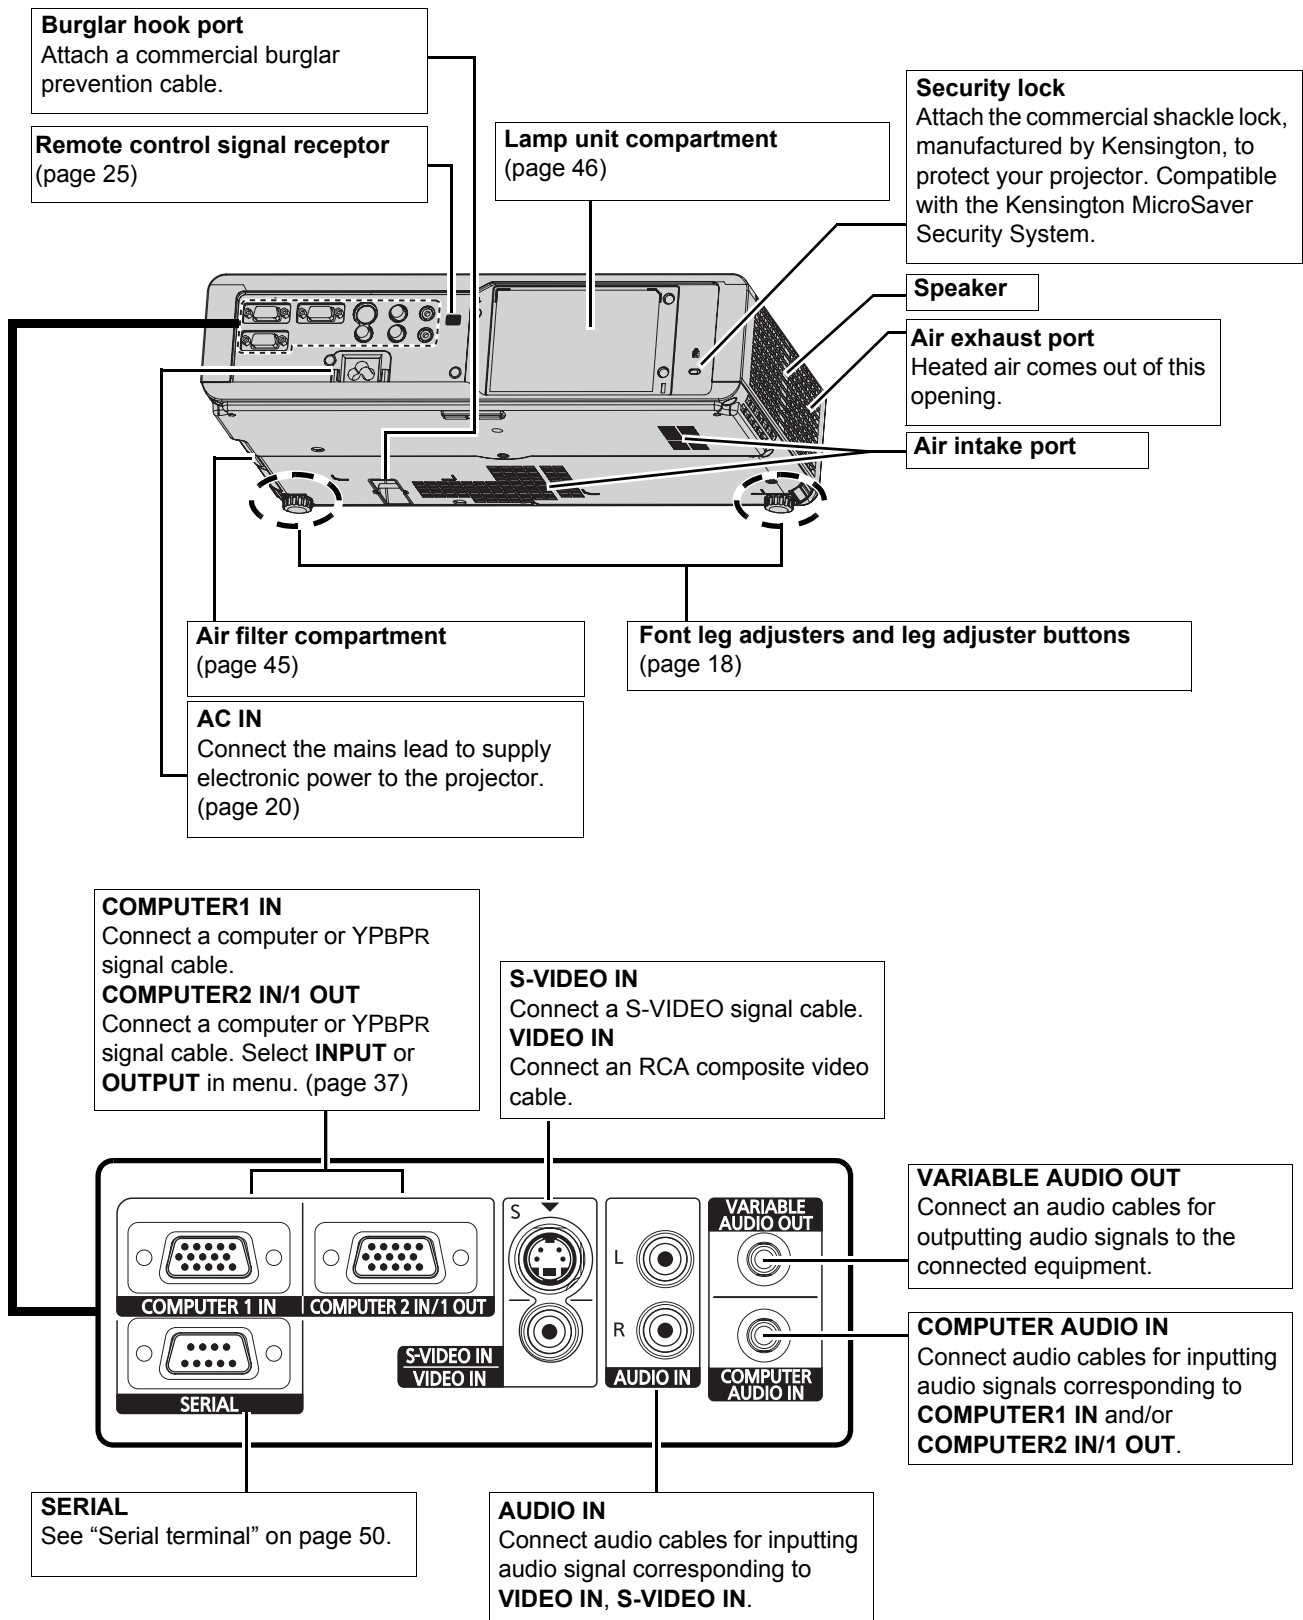 Burglar hook port
Attach a commercial burglar
prevention cable.
Remote control signal receptor
(page 25)
Lamp unit compartment
(page 46)
Security lock
Attach the commercial shackle lock,
manufactured by Kensington, to
protect your projector. Compatible
with the Kensington MicroSaver
Security System.
Speaker
Air exhaust port
Heated air comes out of this
opening.
Air intake port
Air filter compartment
(page 45)
Font leg adjusters and leg adjuster buttons
(page 18)
AC IN
Connect the mains lead to supply
electronic power to the projector.
(page 20)
COMPUTER1 IN
Connect a computer or YPBPR
signal cable.
COMPUTER2 IN/1 OUT
Connect a computer or YPBPR
signal cable. Select INPUT or
OUTPUT in menu. (page 37)
S-VIDEO IN
Connect a S-VIDEO signal cable.
VIDEO IN
Connect an RCA composite video
cable.
VARIABLE AUDIO OUT
Connect an audio cables for
outputting audio signals to the
connected equipment.
COMPUTER AUDIO IN
Connect audio cables for inputting
audio signals corresponding to
COMPUTER1 IN and/or
COMPUTER2 IN/1 OUT.
COMPUTER 1 IN
COMPUTER 2 IN/1 OUT
SERIAL
S
S-VIDEO IN
VIDEO IN
L
R
AUDIO IN
VARIABLE
AUDIO OUT
COMPUTER
AUDIO IN
SERIAL
See “Serial terminal” on page 50.
AUDIO IN
Connect audio cables for inputting
audio signal corresponding to
VIDEO IN, S-VIDEO IN.